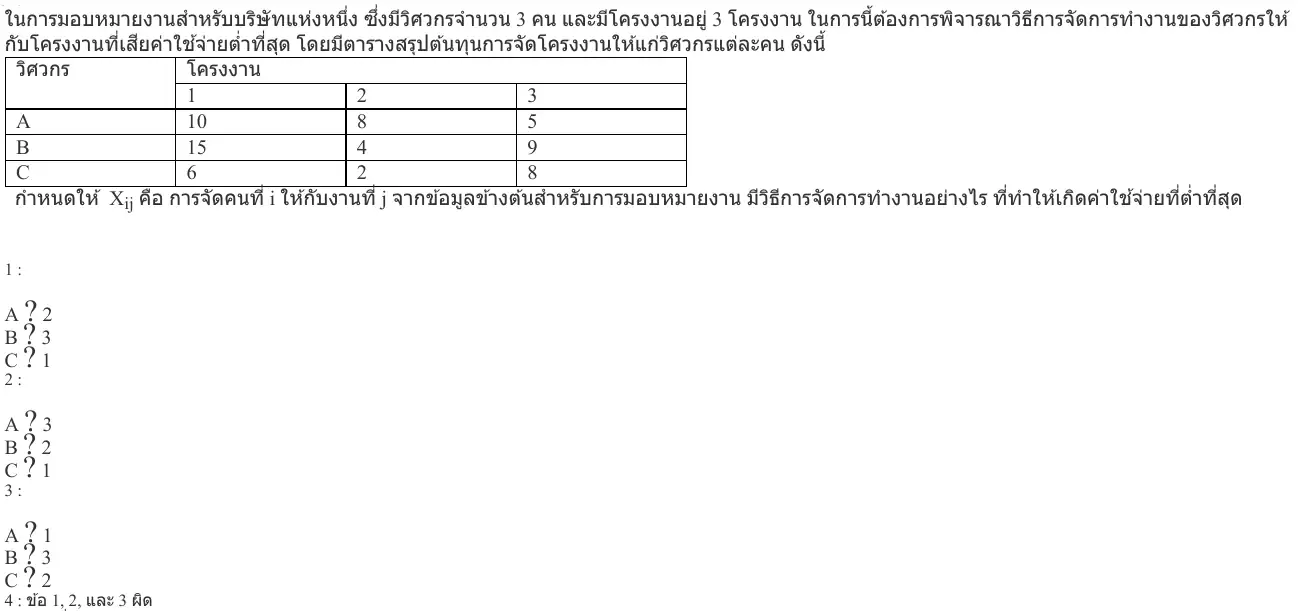 ในการมอบหมายงานสำหรับบริษัทแห่งหนึ่ง ซึ่งมีวิศวกรจำนวน 3 คน และมีโครงงานอยู่ 3 โครงงาน ในการนี้ต้องการพิจารณาวิธีการจัดการทำงานของวิศวกรให้
กับโครงงานที่เสียค่าใช้จ่ายต่ำที่สุด โดยมีตารางสรุปต้นทุนการจัดโครงงานให้แก่วิศวกรแต่ละคน ดังนี้
วิศวกร โครงงาน
1 2 3
A 10 8 5
B 15 4 9
C 6 2 8
กำหนดให้ Xij คือ การจัดคนที่ i ให้กับงานที่ j จากข้อมูลข้างต้นสำหรับการมอบหมายงาน มีวิธีการจัดการทำงานอย่างไร ที่ทำให้เกิดค่าใช้จ่ายที่ต่ำที่สุด
1 :
A ? 2
B ? 3
C ? 1
2 :
A ? 3
B ? 2
C ? 1
3 :
A ? 1
B ? 3
C ? 2
4 : ข้อ 1, 2, และ 3 ผิด